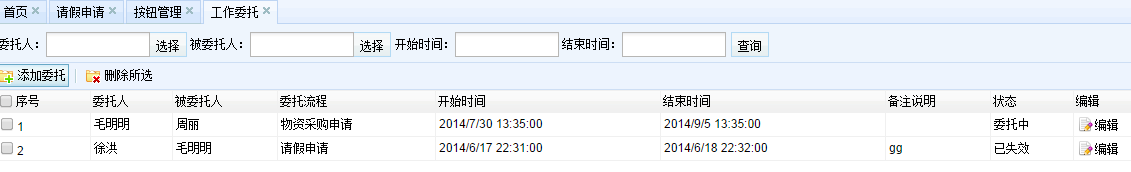 首页 请假申请 按钮管理 工作委托
委托人： 选择 被委托人： 选择 开始时间： 结束时间： 查询
添加委托 删除所选
序号 委托人 被委托人 委托流程 开始时间 结束时间 备注说明 状态 编辑
1 毛明明 周丽 物资采购申请 2014/7/30 13:35:00 2014/9/5 13:35:00 委托中 编辑
2 徐洪 毛明明 请假申请 2014/6/17 22:31:00 2014/6/18 22:32:00 gg 已失效 编辑